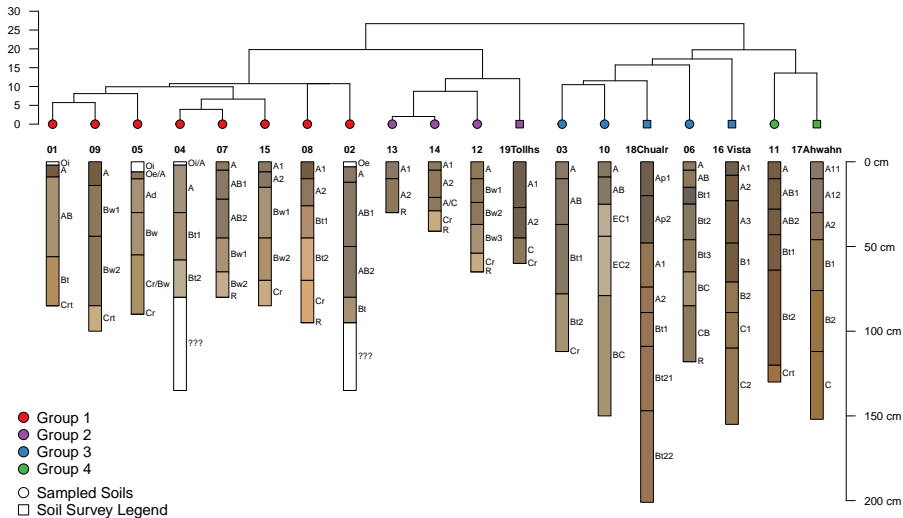 30
25
20
15
10
5
0
01 09 05 04 07 15 08 02 13 14 12 19Tollhs 03 10 18Chualr 06 16 Vista 11 17Ahwahn
Oi
A
AB
Bt
Crt
A
Bw1
Bw2
Crt
Oi
Oe/A
Ad
Bw
Cr/Bw
Cr
Oi/A
A
Bt1
Bt2
???
A
AB1
AB2
Bw1
Bw2
R
A1
A2
Bw1
Bw2
Cr
A1
A2
Bt1
Bt2
Cr
R
Oe
A
AB1
AB2
Bt
???
A1
A2
R
A1
A2
A/C
Cr
R
A
Bw1
Bw2
Bw3
Cr
R
A1
A2
C
Cr
A
AB
Bt1
Bt2
Cr
A
AB
EC1
EC2
BC
Ap1
Ap2
A1
A2
Bt1
Bt21
Bt22
A
AB
Bt1
Bt2
Bt3
BC
CB
R
A1
A2
A3
B1
B2
C1
C2
A
AB1
AB2
Bt1
Bt2
Crt
A11
A12
A2
B1
B2
C
0 cm
50 cm
100 cm
150 cm
200 cm
Group 1
Group 2
Group 3
Group 4
Sampled Soils
Soil Survey Legend